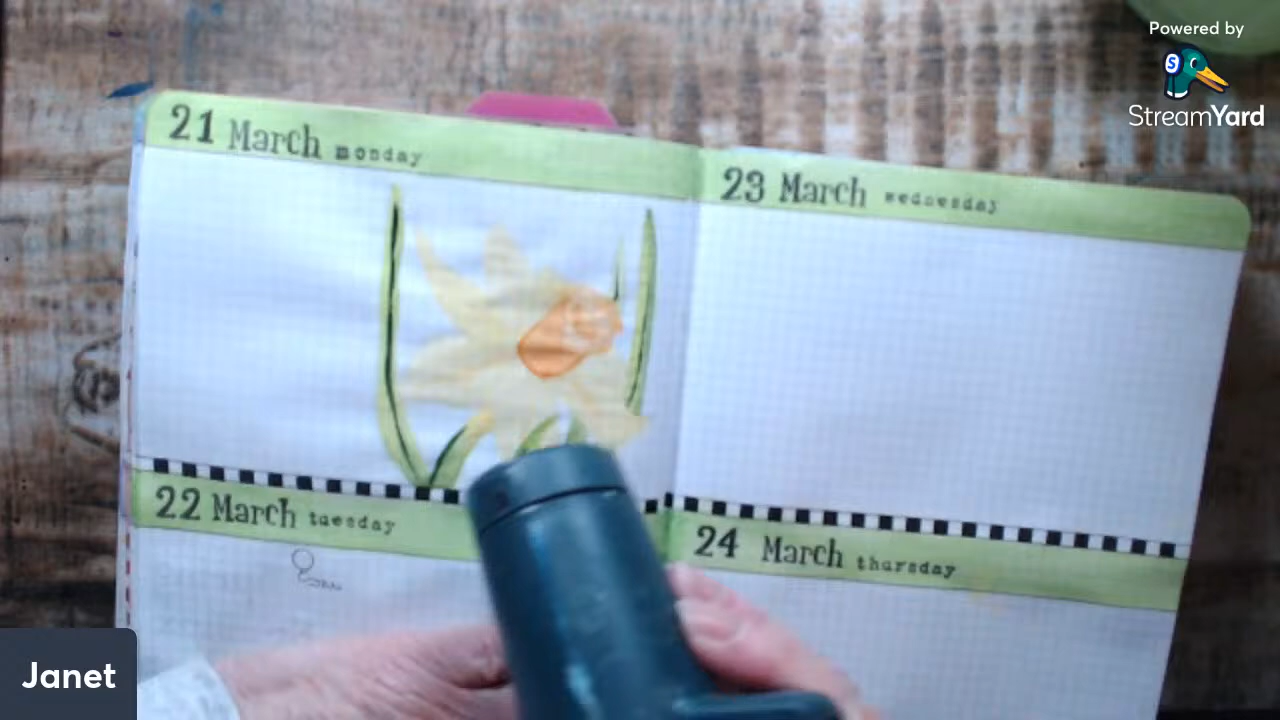 Powered by
StreamYard
21 March monday
23 March wednesday
22 March tuesday
24 March thursday
Janet